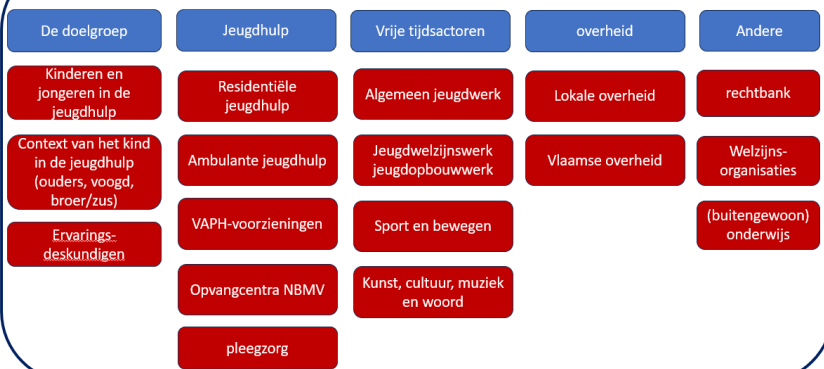 De doelgroep
Kinderen en
jongeren in de
jeugdhulp
Context van het kind
in de jeugdhulp
(ouders, voogd,
broer/zus)
Ervarings-
deskundigen
Jeugdhulp
Residentiële
jeugdhulp
Ambulante jeugdhulp
VAPH-voorzieningen
Opvangcentra NBMV
pleegzorg
Vrije tijdsactoren
Algemeen jeugdwerk
Jeugdwelzijnswerk
jeugdopbouwwerk
Sport en bewegen
Kunst, cultuur, muziek
en woord
overheid
Lokale overheid
Vlaamse overheid
Andere
rechtbank
Welzijns-
organisaties
(buitengewoon)
onderwijs